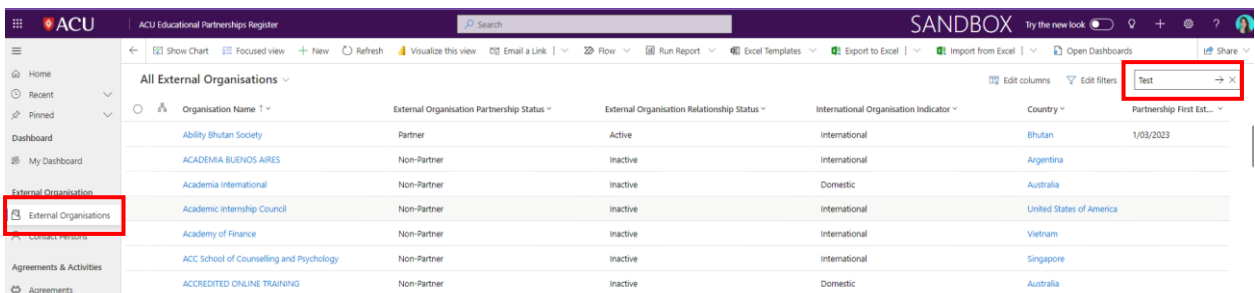 ACU ACU Educational Partnerships Register Search SANDBOX Try the new look ?
Show Chart Focused view New Refresh Visualize this view Email a Link Flow Run Report Excel Templates Export to Excel Import from Excel Open Dashboards Share
Home
Recent
Pinned
Dashboard
My Dashboard
External Organisation
External Organisations
Contact Persons
Agreements & Activities
Agreements
All External Organisations Edit columns Edit filters Test
Organisation Name External Organisation Partnership Status External Organisation Relationship Status International Organisation Indicator Country Partnership First Est...
Ability Bhutan Society Partner Active International Bhutan 1/03/2023
ACADEMIA BUENOS AIRES Non-Partner Inactive International Argentina
Academia International Non-Partner Inactive Domestic Australia
Academic Internship Council Non-Partner Inactive International United States of America
Academy of Finance Non-Partner Inactive International Vietnam
ACC School of Counselling and Psychology Non-Partner Inactive International Singapore
ACCREDITED ONLINE TRAINING Non-Partner Inactive Domestic Australia